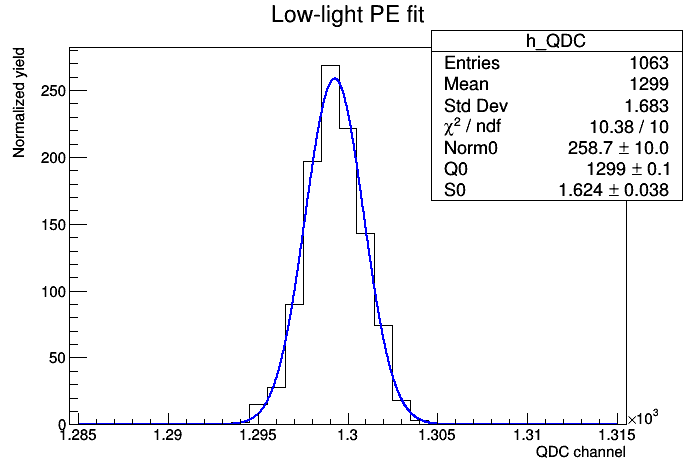 Low-light PE fit
h_QDC
Entries 1063
Mean 1299
Std Dev 1.683
χ² / ndf 10.38 / 10
Norm0 258.7 ± 10.0
Q0 1299 ± 0.1
S0 1.624 ± 0.038
Normalized yield
250
200
150
100
50
0
1.285 1.29 1.295 1.3 1.305 1.31 1.315
×10³
QDC channel